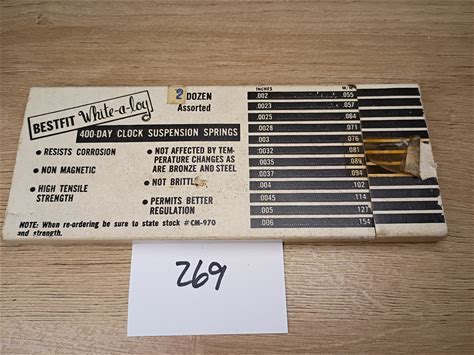 BESTFIT White-a-loy
2 DOZEN
Assorted
400-DAY CLOCK SUSPENSION SPRINGS
• RESISTS CORROSION
• NON MAGNETIC
• HIGH TENSILE
STRENGTH
• NOT AFFECTED BY TEM-
PERATURE CHANGES AS
ARE BRONZE AND STEEL
• NOT BRITTL
• PERMITS BETTER
REGULATION
NOTE: When re-ordering be sure to state stock #CM-970
and strength.
INCHES M/M
.002 .055
.0023 .057
.0025 .064
.0028 .071
.003 .076
.0032 .081
.0035 .089
.0037 .094
.004 .102
.0045 .114
.005 .127
.006 .154
269